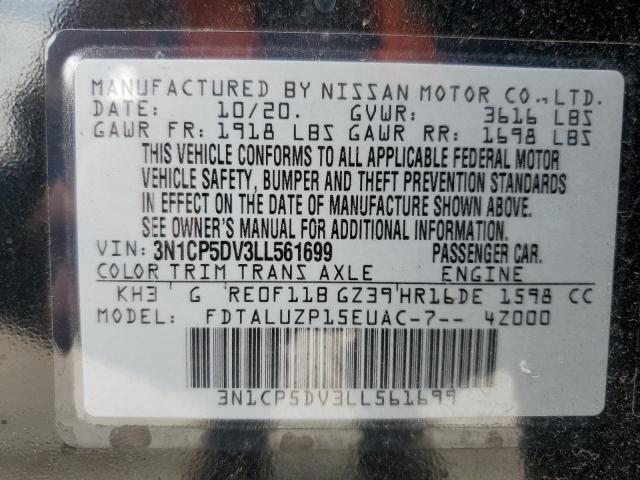 MANUFACTURED BY NISSAN MOTOR CO., LTD.
DATE: 10/20. GVWR: 3616 LBS
GAWR FR: 1918 LBS GAWR RR: 1698 LBS
THIS VEHICLE CONFORMS TO ALL APPLICABLE FEDERAL MOTOR
VEHICLE SAFETY, BUMPER AND THEFT PREVENTION STANDARDS
IN EFFECT ON THE DATE OF MANUFACTURE SHOWN ABOVE.
SEE OWNER'S MANUAL FOR ADDITIONAL INFORMATION.
VIN: 3N1CP5DV3LL561699 PASSENGER CAR.
COLOR TRIM TRANS AXLE ENGINE
KH3 G RE0F11B GZ39 HR16DE 1598 CC
MODEL: FDTALUZP15EUAC-7-- 4Z000
3N1CP5DV3LL561699